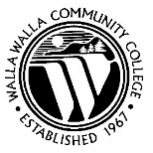 WALLA WALLA COMMUNITY COLLEGE
• ESTABLISHED 1967 •
W